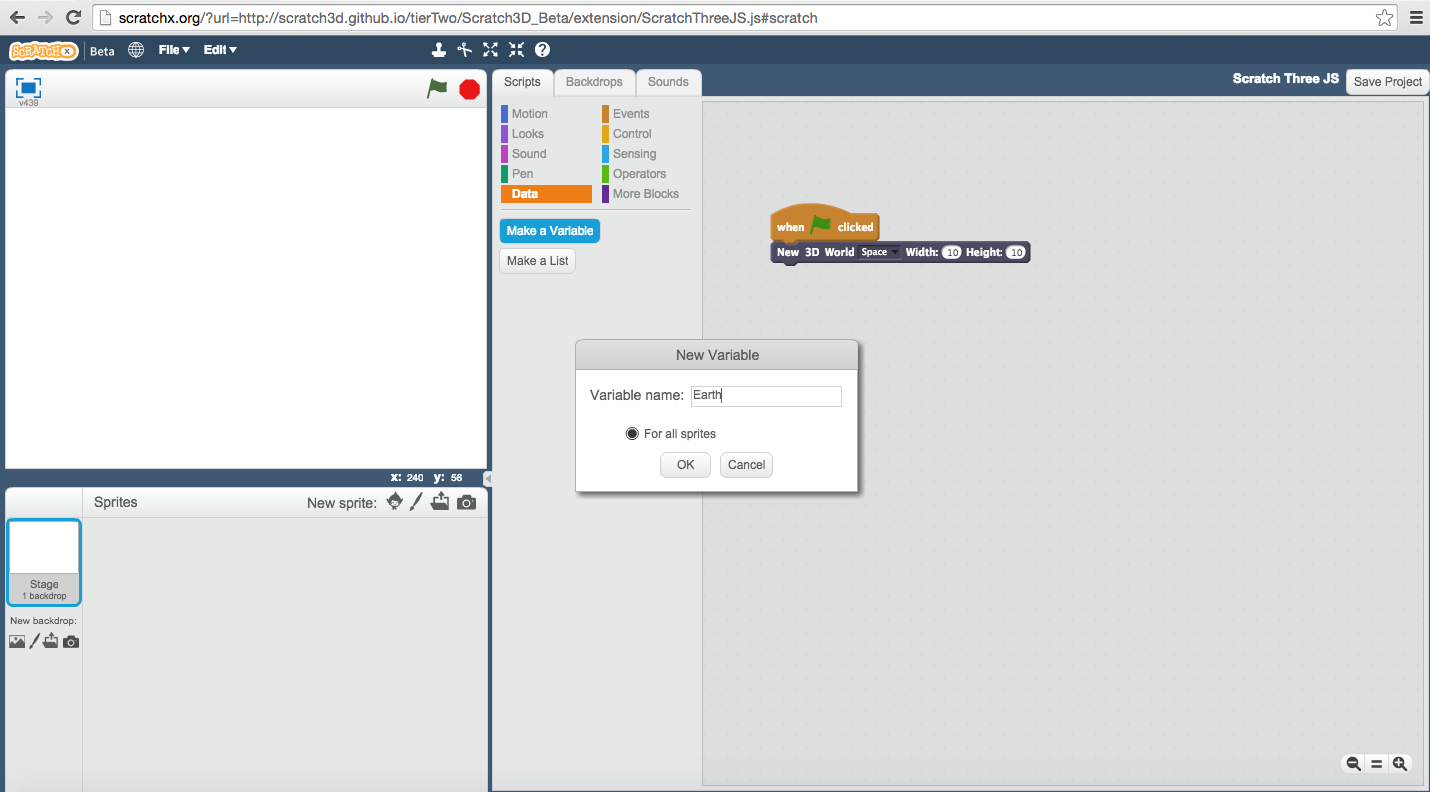 scratchx.org/?url=http://scratch3d.github.io/tierTwo/Scratch3D_Beta/extension/ScratchThreeJS.js#scratch
SCRATCHX Beta File Edit ?
v439
Scripts Backdrops Sounds
Scratch Three JS Save Project
Motion Events
Looks Control
Sound Sensing
Pen Operators
Data More Blocks
Make a Variable
Make a List
when clicked
New 3D World Space Width: 10 Height: 10
New Variable
Variable name: Earth
For all sprites
OK Cancel
x: 240 y: 56
Sprites New sprite:
Stage
1 backdrop
New backdrop: